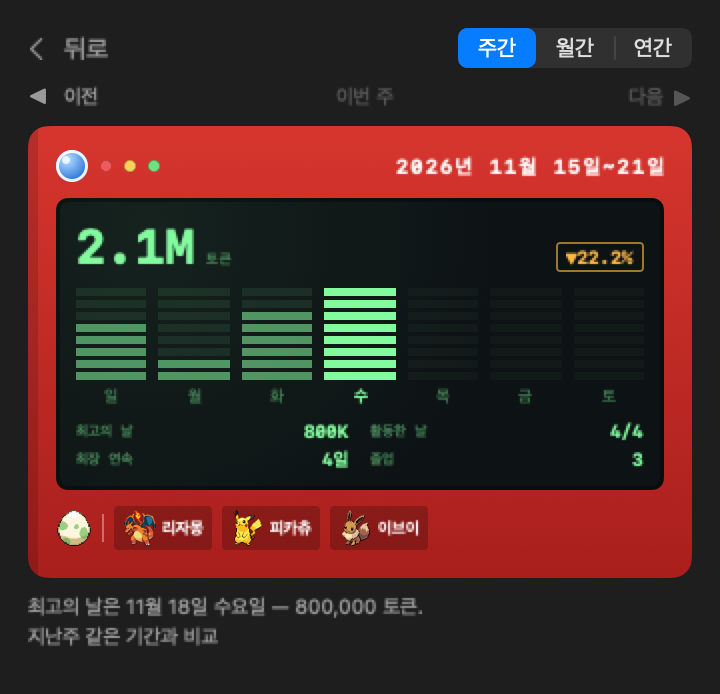 뒤로
주간 월간 연간
이전 이번 주 다음
2026년 11월 15일~21일
2.1M 토큰
▼22.2%
일 월 화 수 목 금 토
최고의 날 800K 활동한 날 4/4
최장 연속 4일 졸업 3
리자몽 피카츄 이브이
최고의 날은 11월 18일 수요일 — 800,000 토큰.
지난주 같은 기간과 비교